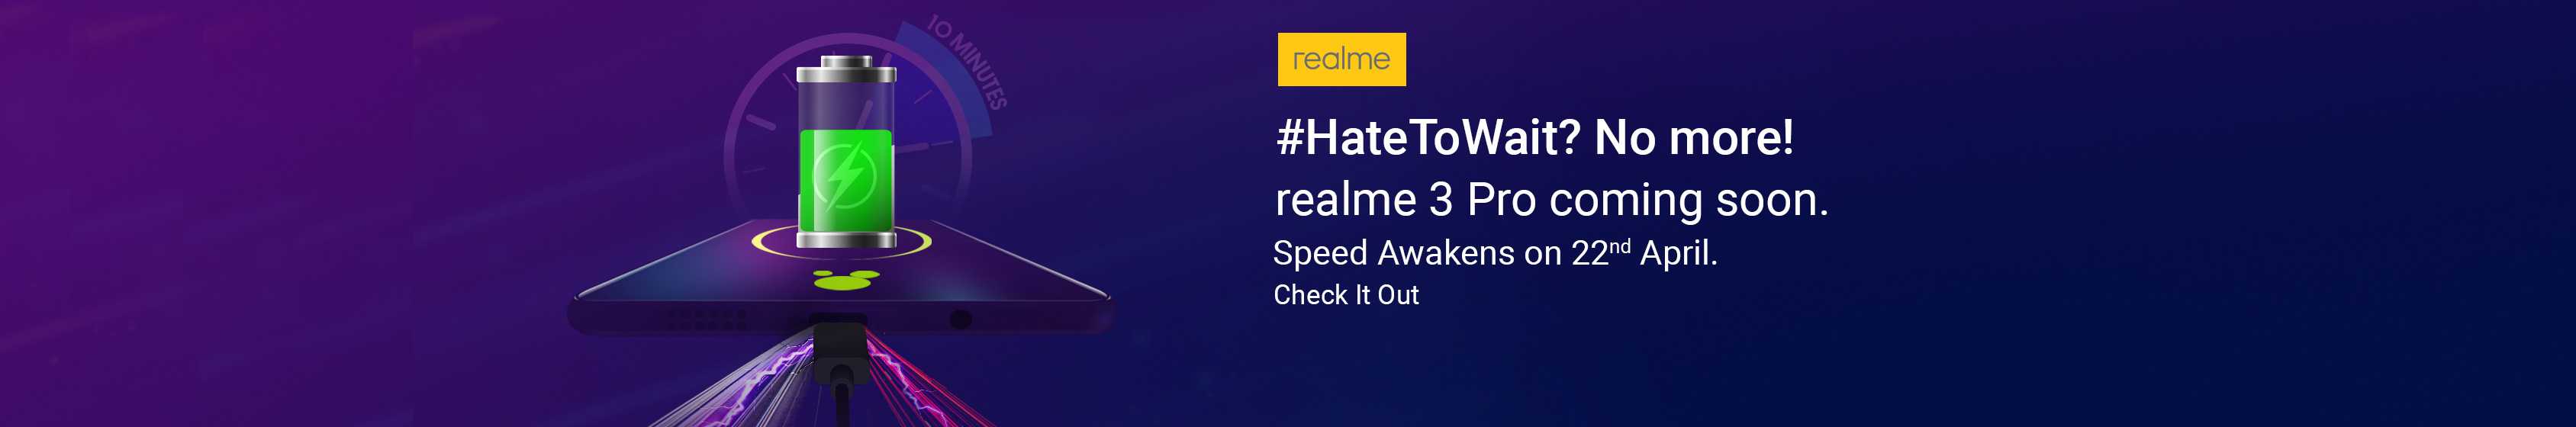 10 MINUTES
realme
#HateToWait? No more!
realme 3 Pro coming soon.
Speed Awakens on 22nd April.
Check It Out